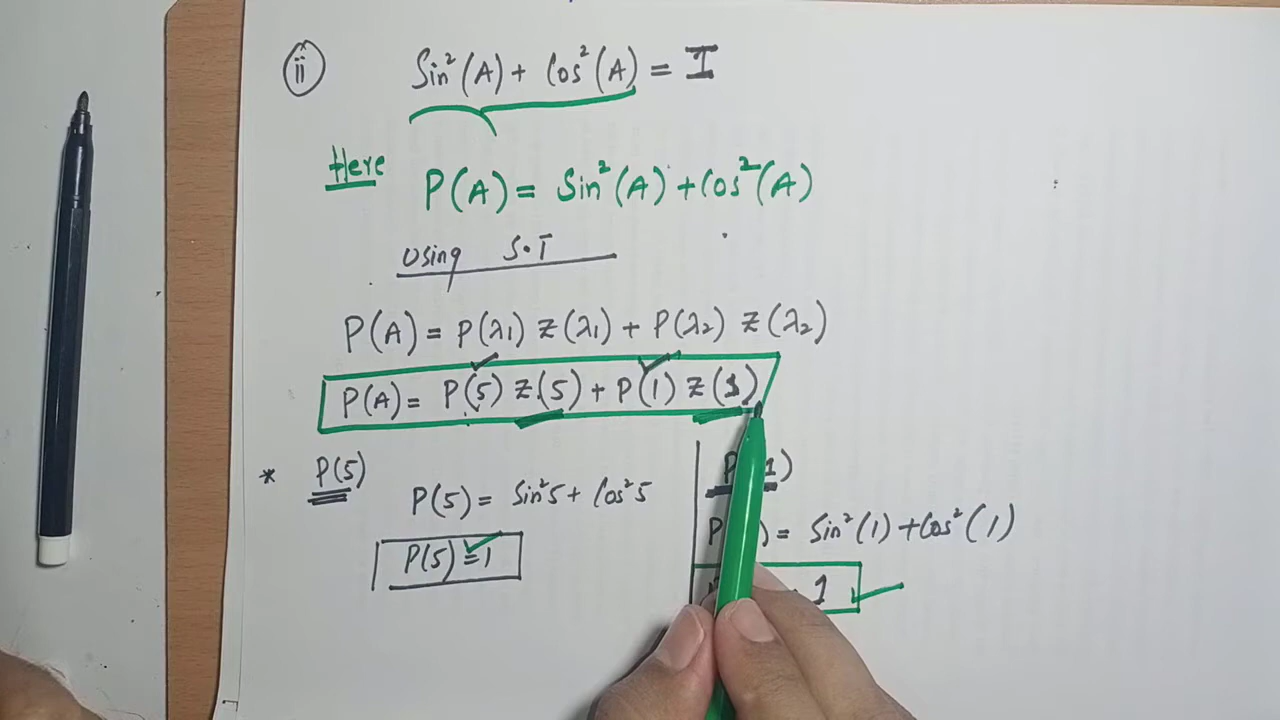 ii Sin²(A) + Cos²(A) = I
Here P(A) = Sin²(A) + Cos²(A)
Using S.T
P(A) = P(λ1) Z(λ1) + P(λ2) Z(λ2)
P(A) = P(5) Z(5) + P(1) Z(1)
* P(5)
P(5) = Sin²5 + Cos²5
P(5) = 1
P 1)
P ) = Sin²(1) + Cos²(1)
1